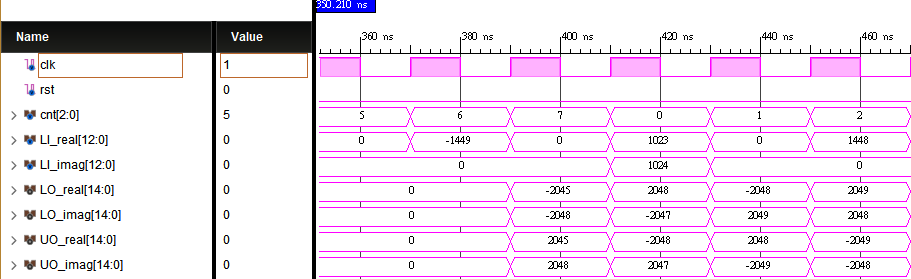 350.210 ns
Name Value 360 ns 380 ns 400 ns 420 ns 440 ns 460 ns
clk 1
rst 0
cnt[2:0] 5 5 6 7 0 1 2
LI_real[12:0] 0 0 -1449 0 1023 0 1448
LI_imag[12:0] 0 0 1024 0
LO_real[14:0] 0 0 -2045 2048 -2048 2049
LO_imag[14:0] 0 0 -2048 -2047 2049 2048
UO_real[14:0] 0 0 2045 -2048 2048 -2049
UO_imag[14:0] 0 0 2048 2047 -2049 -2048